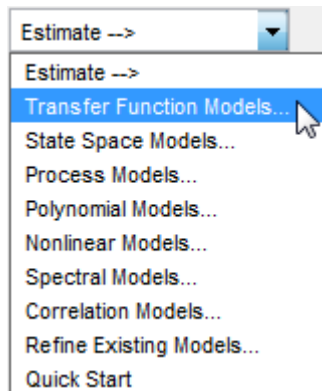 Estimate -->
Estimate -->
Transfer Function Models...
State Space Models...
Process Models...
Polynomial Models...
Nonlinear Models...
Spectral Models...
Correlation Models...
Refine Existing Models...
Quick Start